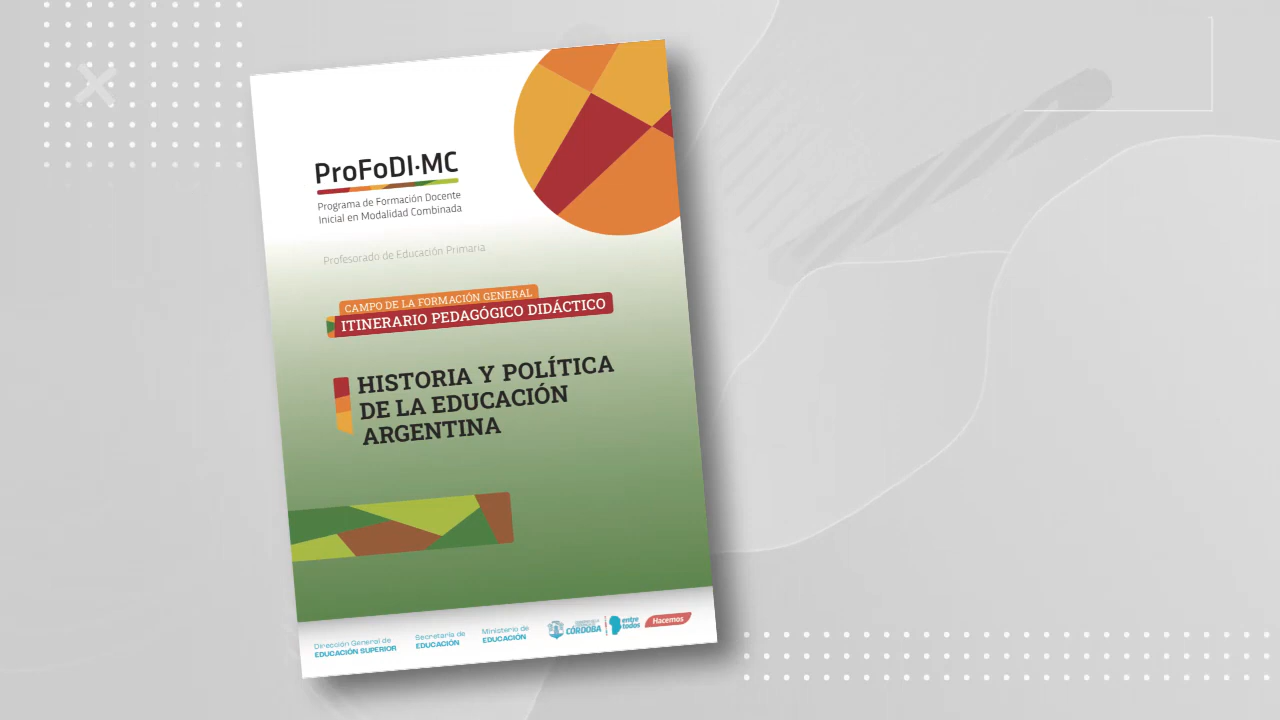 ProFoDI·MC
Programa de Formación Docente
Inicial en Modalidad Combinada
Profesorado de Educación Primaria
CAMPO DE LA FORMACIÓN GENERAL
ITINERARIO PEDAGÓGICO DIDÁCTICO
HISTORIA Y POLÍTICA
DE LA EDUCACIÓN
ARGENTINA
Dirección General de
EDUCACIÓN SUPERIOR
Secretaría de
EDUCACIÓN
Ministerio de
EDUCACIÓN
CÓRDOBA
entre
todos
Hacemos